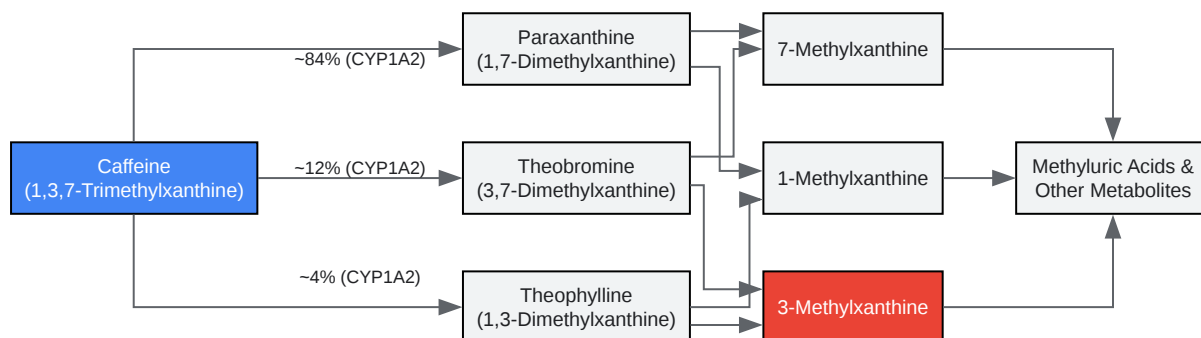 Paraxanthine
(1,7-Dimethylxanthine)
7-Methylxanthine
~84% (CYP1A2)
Caffeine
(1,3,7-Trimethylxanthine)
~12% (CYP1A2)
Theobromine
(3,7-Dimethylxanthine)
1-Methylxanthine
Methyluric Acids &
Other Metabolites
~4% (CYP1A2)
Theophylline
(1,3-Dimethylxanthine)
3-Methylxanthine